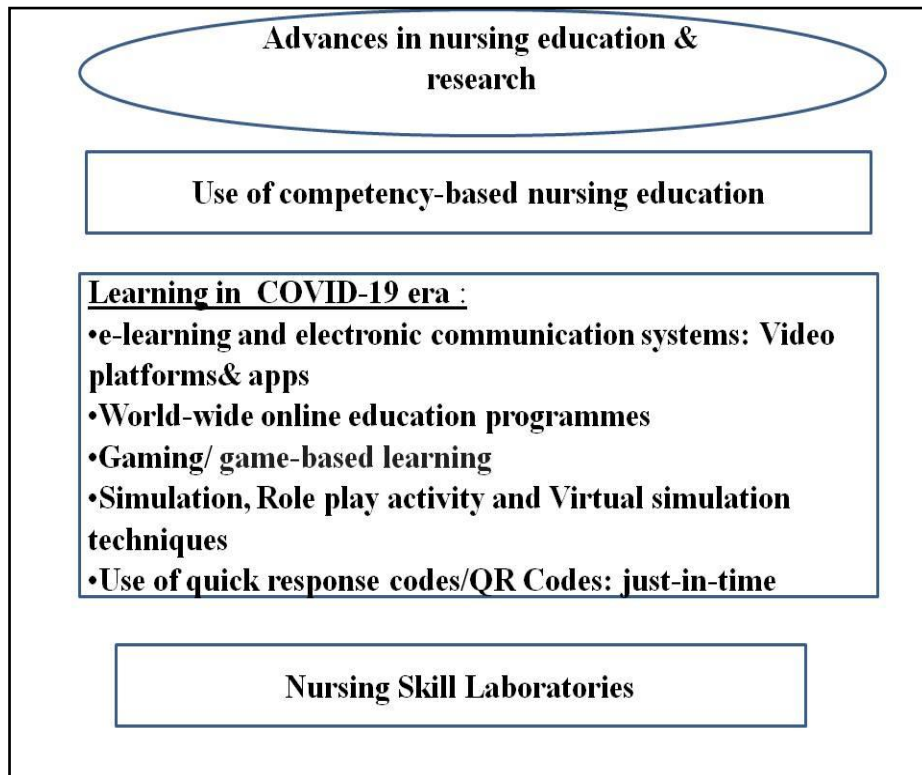 Advances in nursing education &
research
Use of competency-based nursing education
Learning in  COVID-19 era :
•e-learning and electronic communication systems: Video
platforms& apps
•World-wide online education programmes
•Gaming/ game-based learning
•Simulation, Role play activity and Virtual simulation
techniques
•Use of quick response codes/QR Codes: just-in-time
Nursing Skill Laboratories